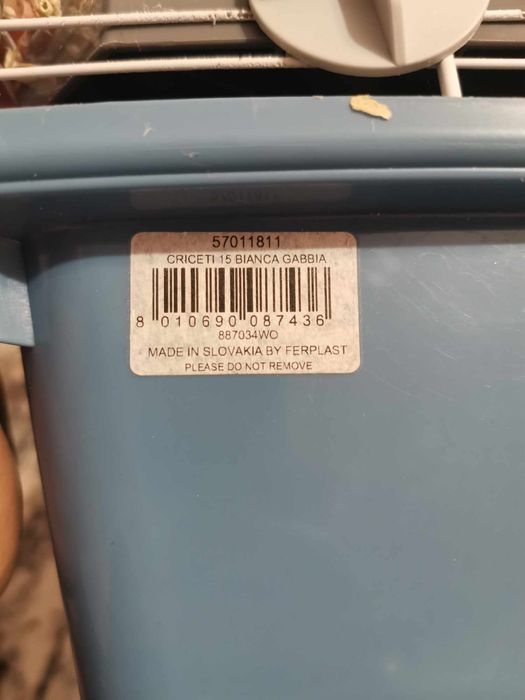 57011811
CRICETI 15 BIANCA GABBIA
8 010690 087436
887034WO
MADE IN SLOVAKIA BY FERPLAST
PLEASE DO NOT REMOVE